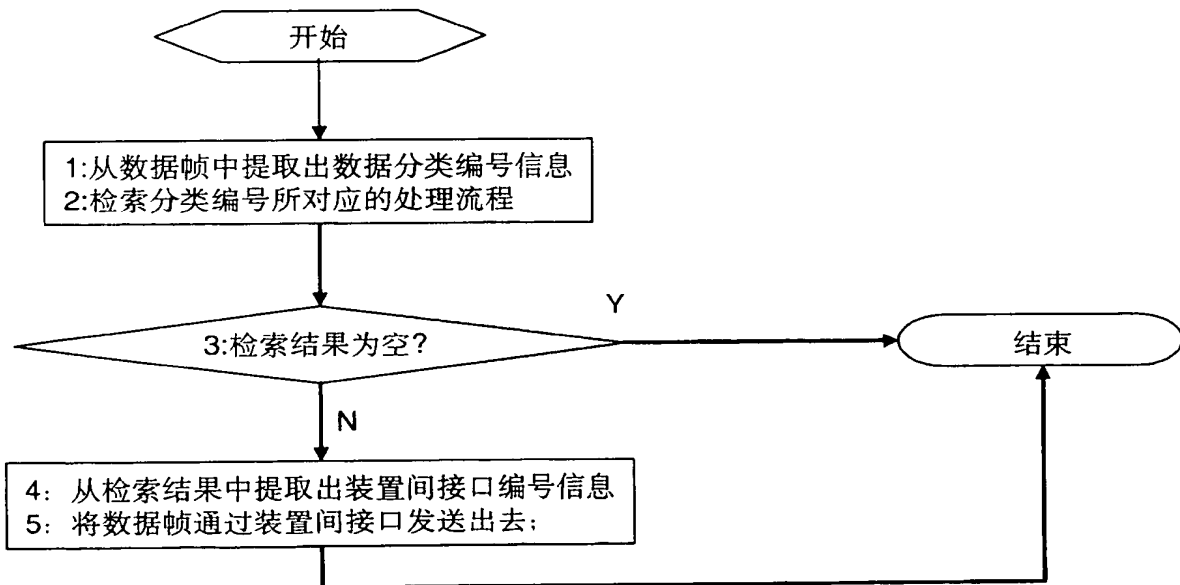 开始
1:从数据帧中提取出数据分类编号信息
2:检索分类编号所对应的处理流程
3:检索结果为空?
Y
结束
N
4：从检索结果中提取出装置间接口编号信息
5：将数据帧通过装置间接口发送出去;